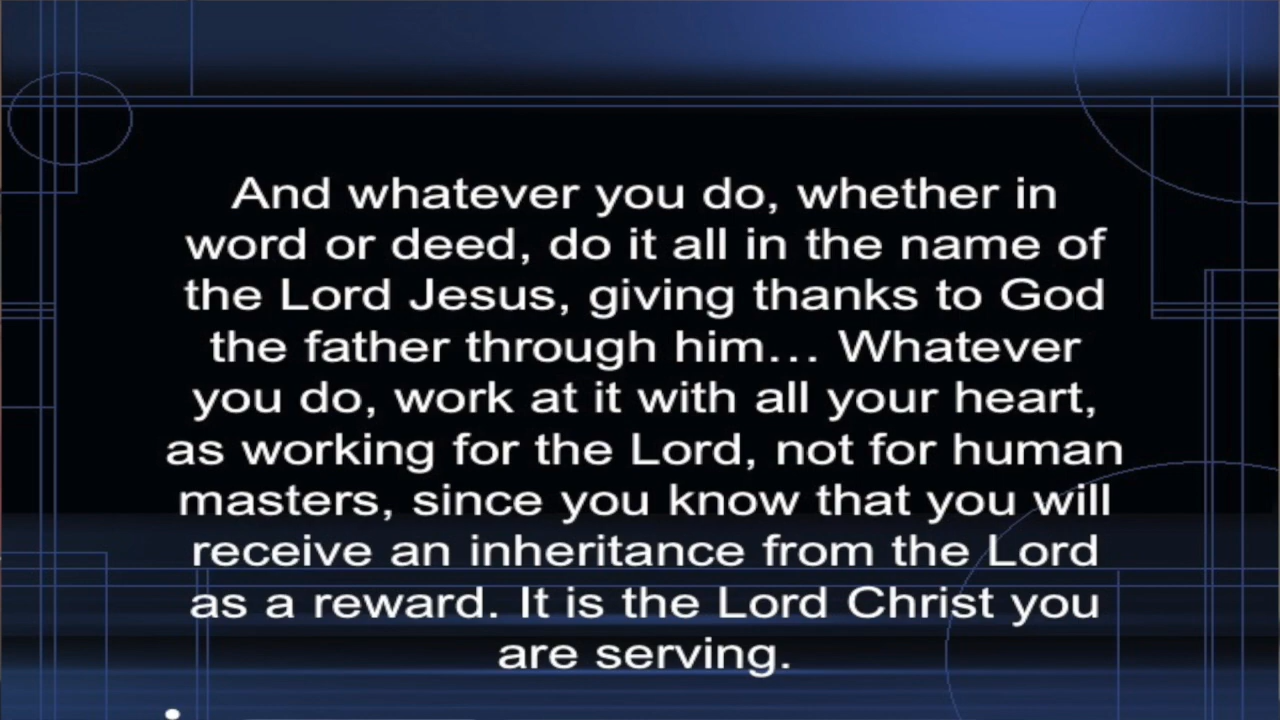 And whatever you do, whether in
word or deed, do it all in the name of
the Lord Jesus, giving thanks to God
the father through him… Whatever
you do, work at it with all your heart,
as working for the Lord, not for human
masters, since you know that you will
receive an inheritance from the Lord
as a reward. It is the Lord Christ you
are serving.